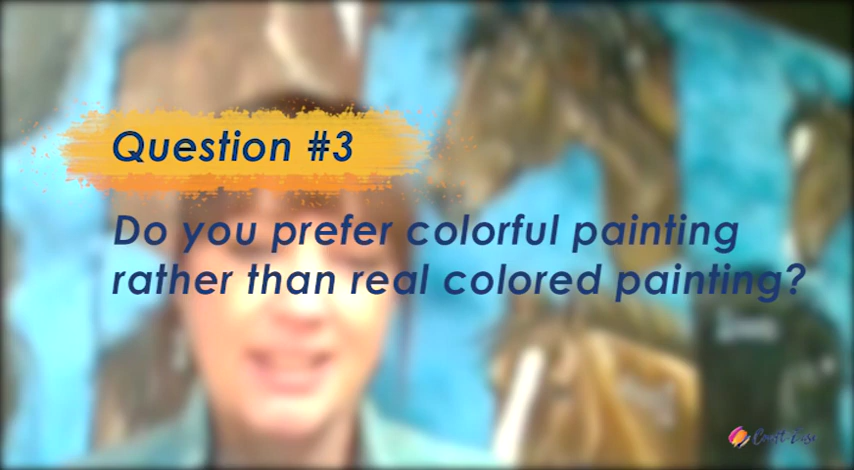 Question #3
Do you prefer colorful painting
rather than real colored painting?